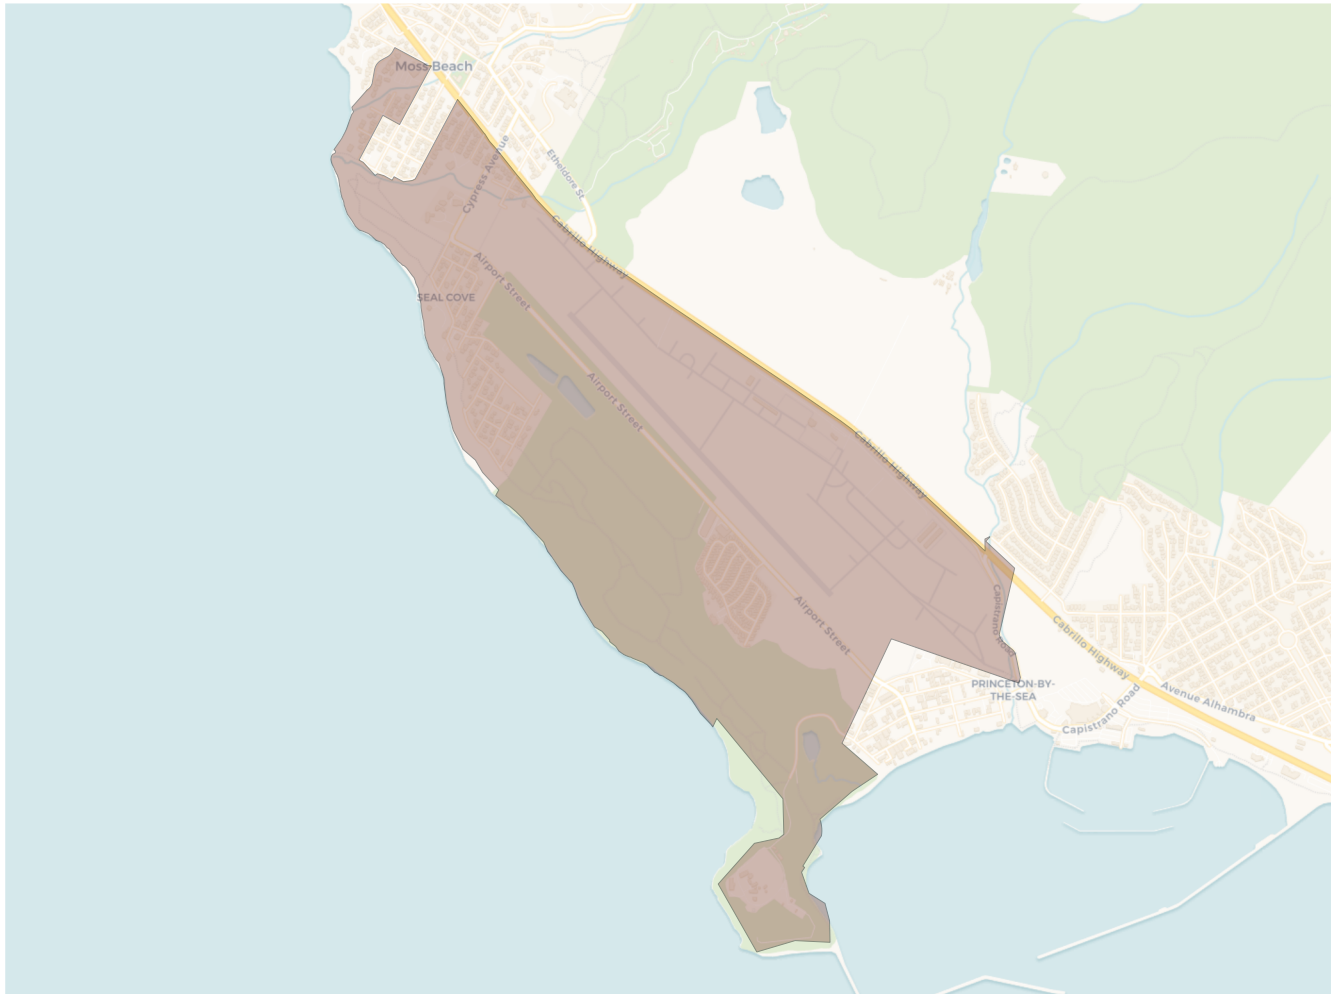 Moss Beach
Etheldore St
Cypress Avenue
Cabrillo Highway
Airport Street
SEAL COVE
Airport Street
Cabrillo Highway
Airport Street
Capistrano Road
Cabrillo Highway
PRINCETON-BY-
THE-SEA
Avenue Alhambra
Capistrano Road